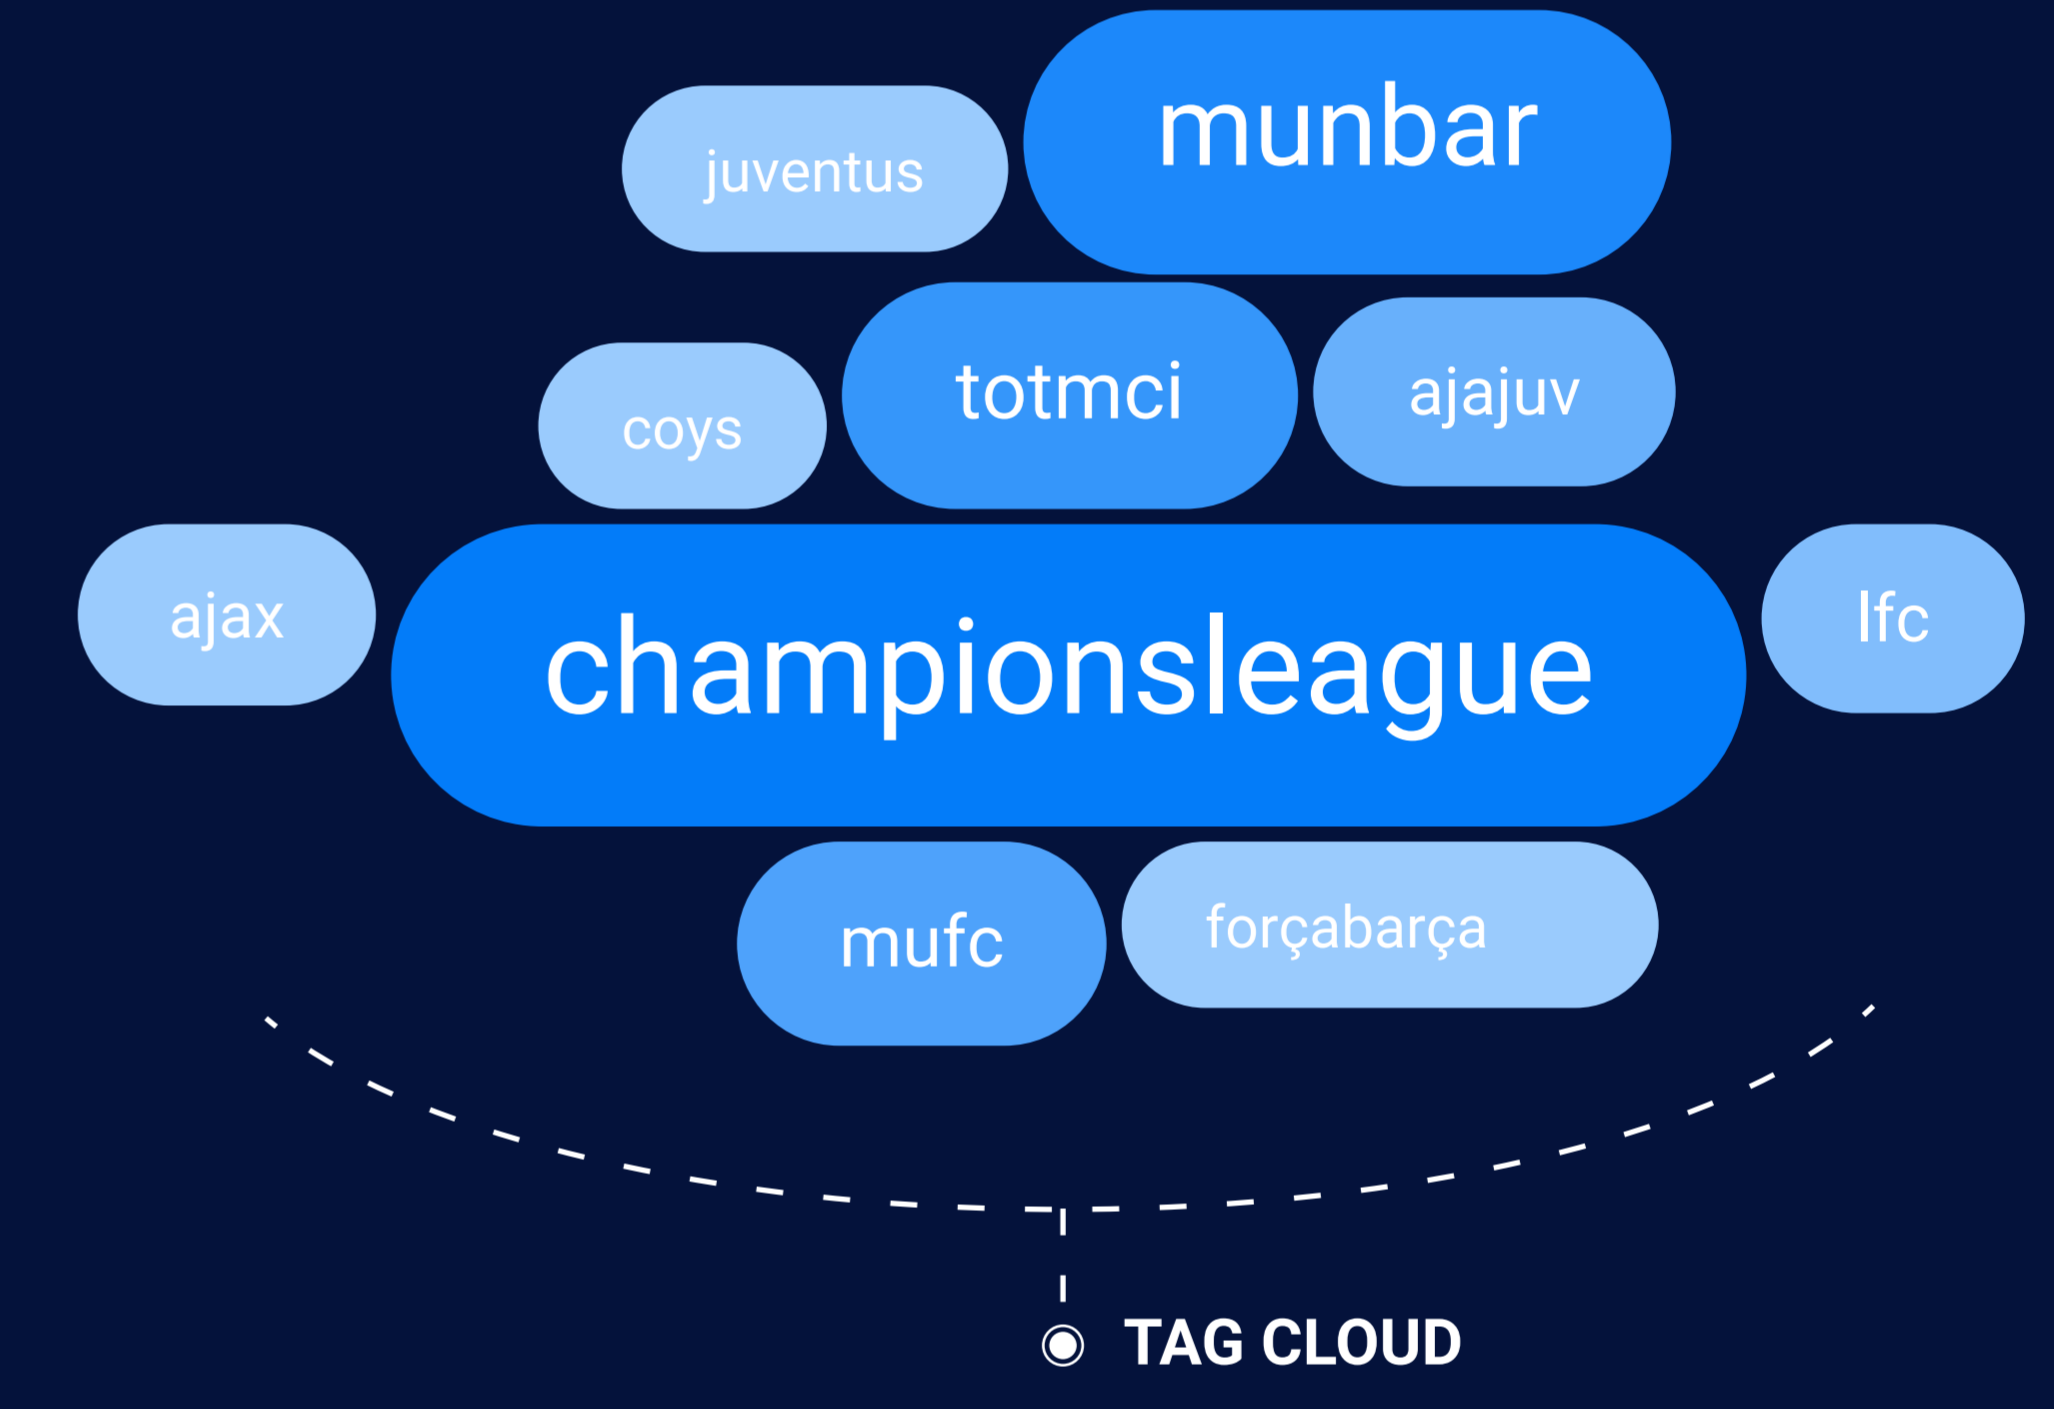 munbar
juventus
totmci
ajajuv
coys
ajax
championsleague
lfc
mufc
forçabarça
TAG CLOUD